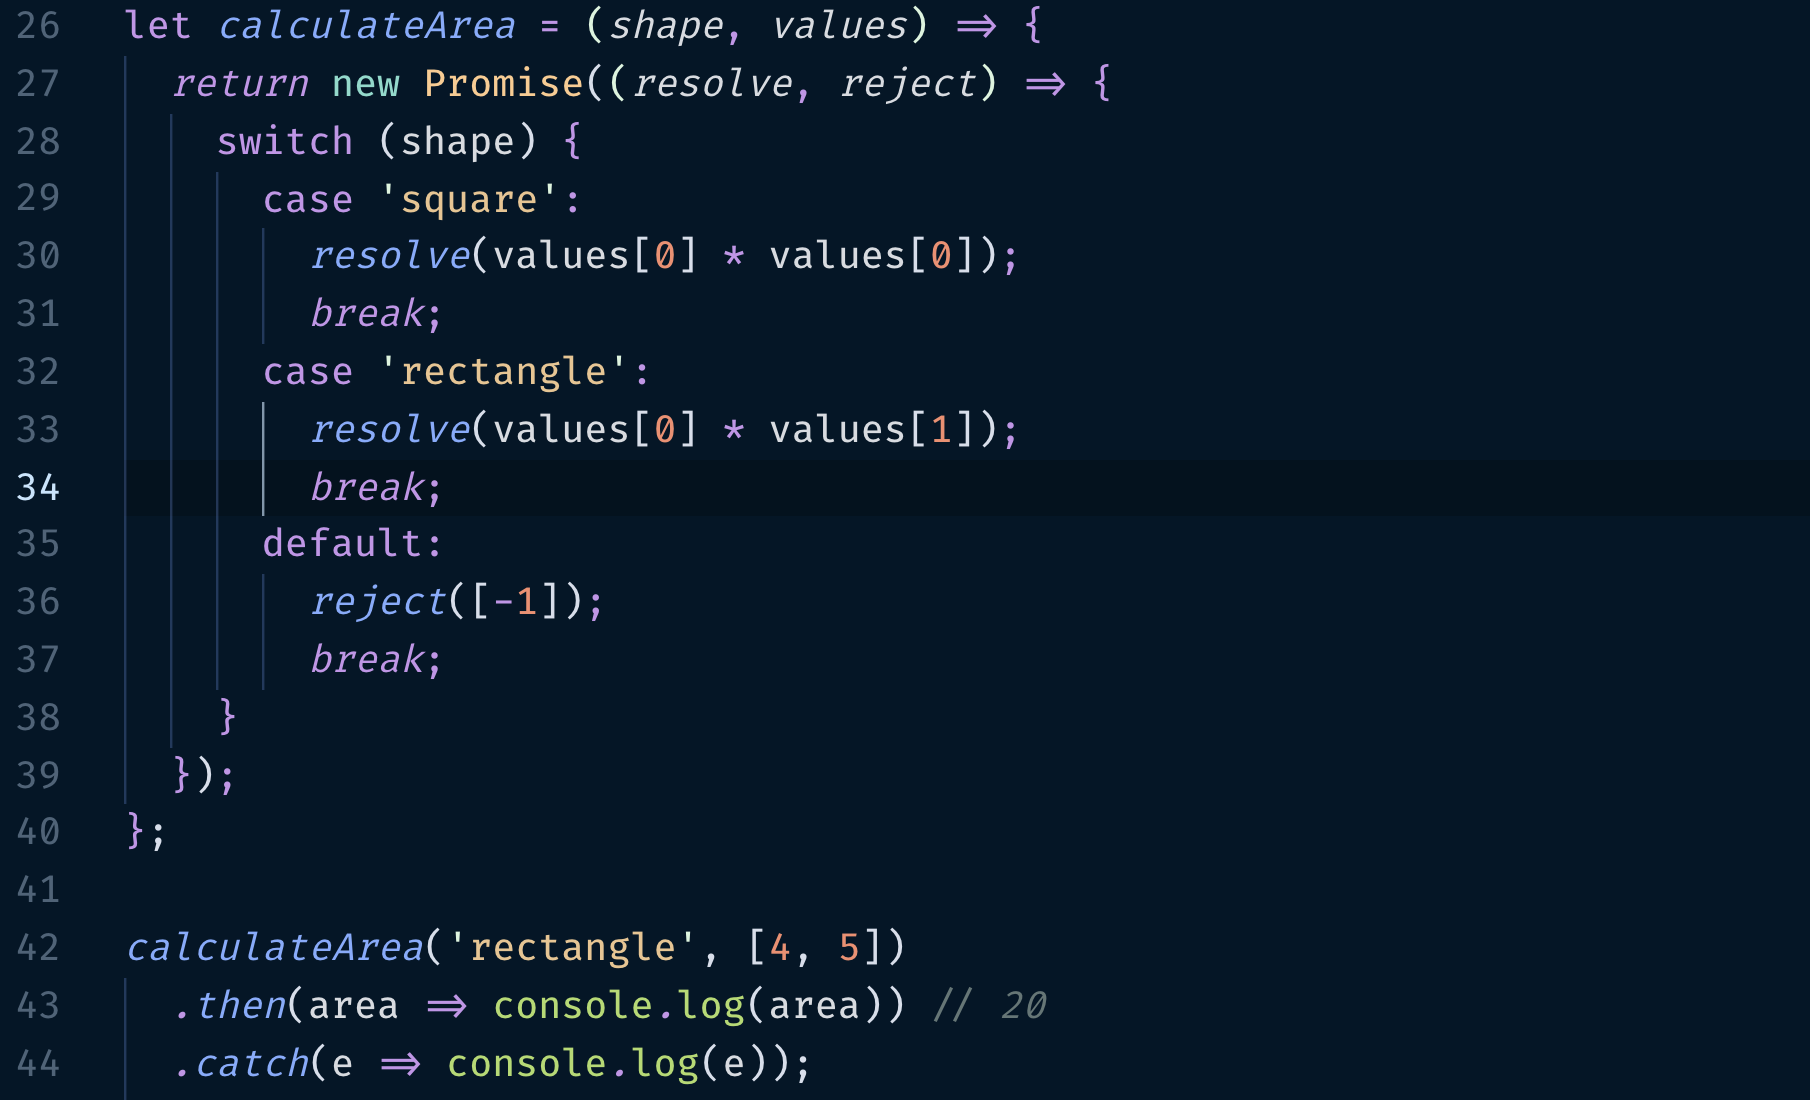 26 let calculateArea = (shape, values) => {
27 return new Promise((resolve, reject) => {
28 switch (shape) {
29 case 'square':
30 resolve(values[0] * values[0]);
31 break;
32 case 'rectangle':
33 resolve(values[0] * values[1]);
34 break;
35 default:
36 reject([-1]);
37 break;
38 }
39 });
40 };
41
42 calculateArea('rectangle', [4, 5])
43 .then(area => console.log(area)) // 20
44 .catch(e => console.log(e));